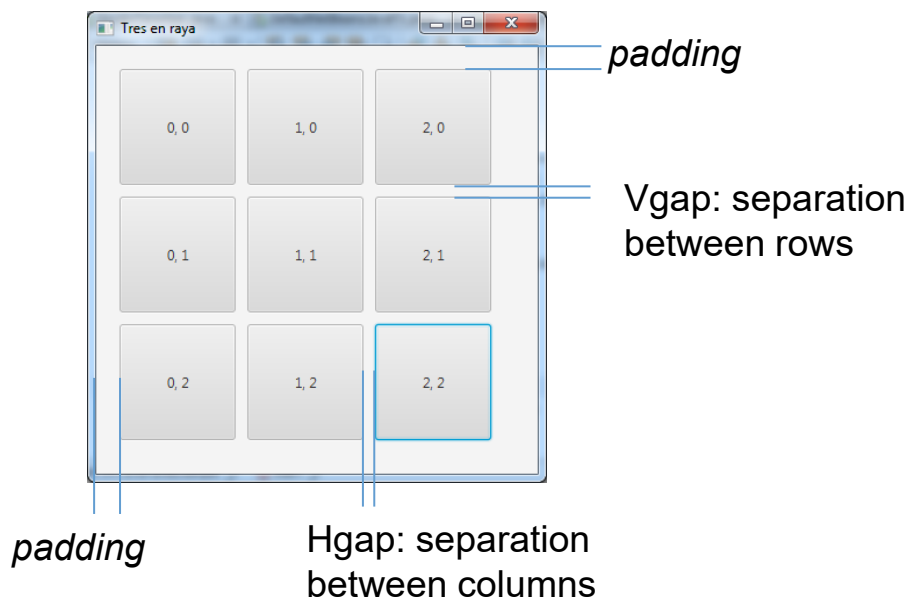 Tres en raya
padding
0, 0
1, 0
2, 0
Vgap: separation
between rows
0, 1
1, 1
2, 1
0, 2
1, 2
2, 2
padding
Hgap: separation
between columns